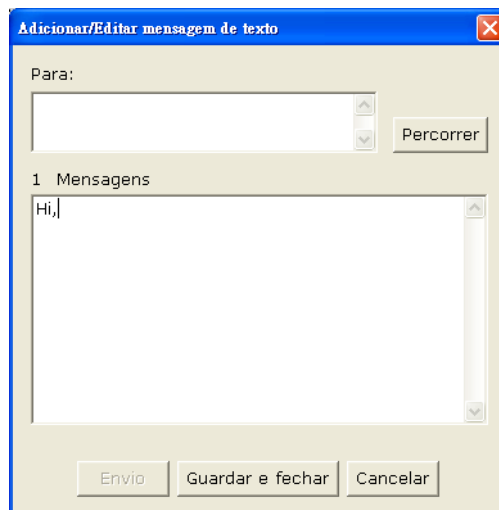 Adicionar/Editar mensagem de texto
Para:
Percorrer
1 Mensagens
Hi,
Envio Guardar e fechar Cancelar